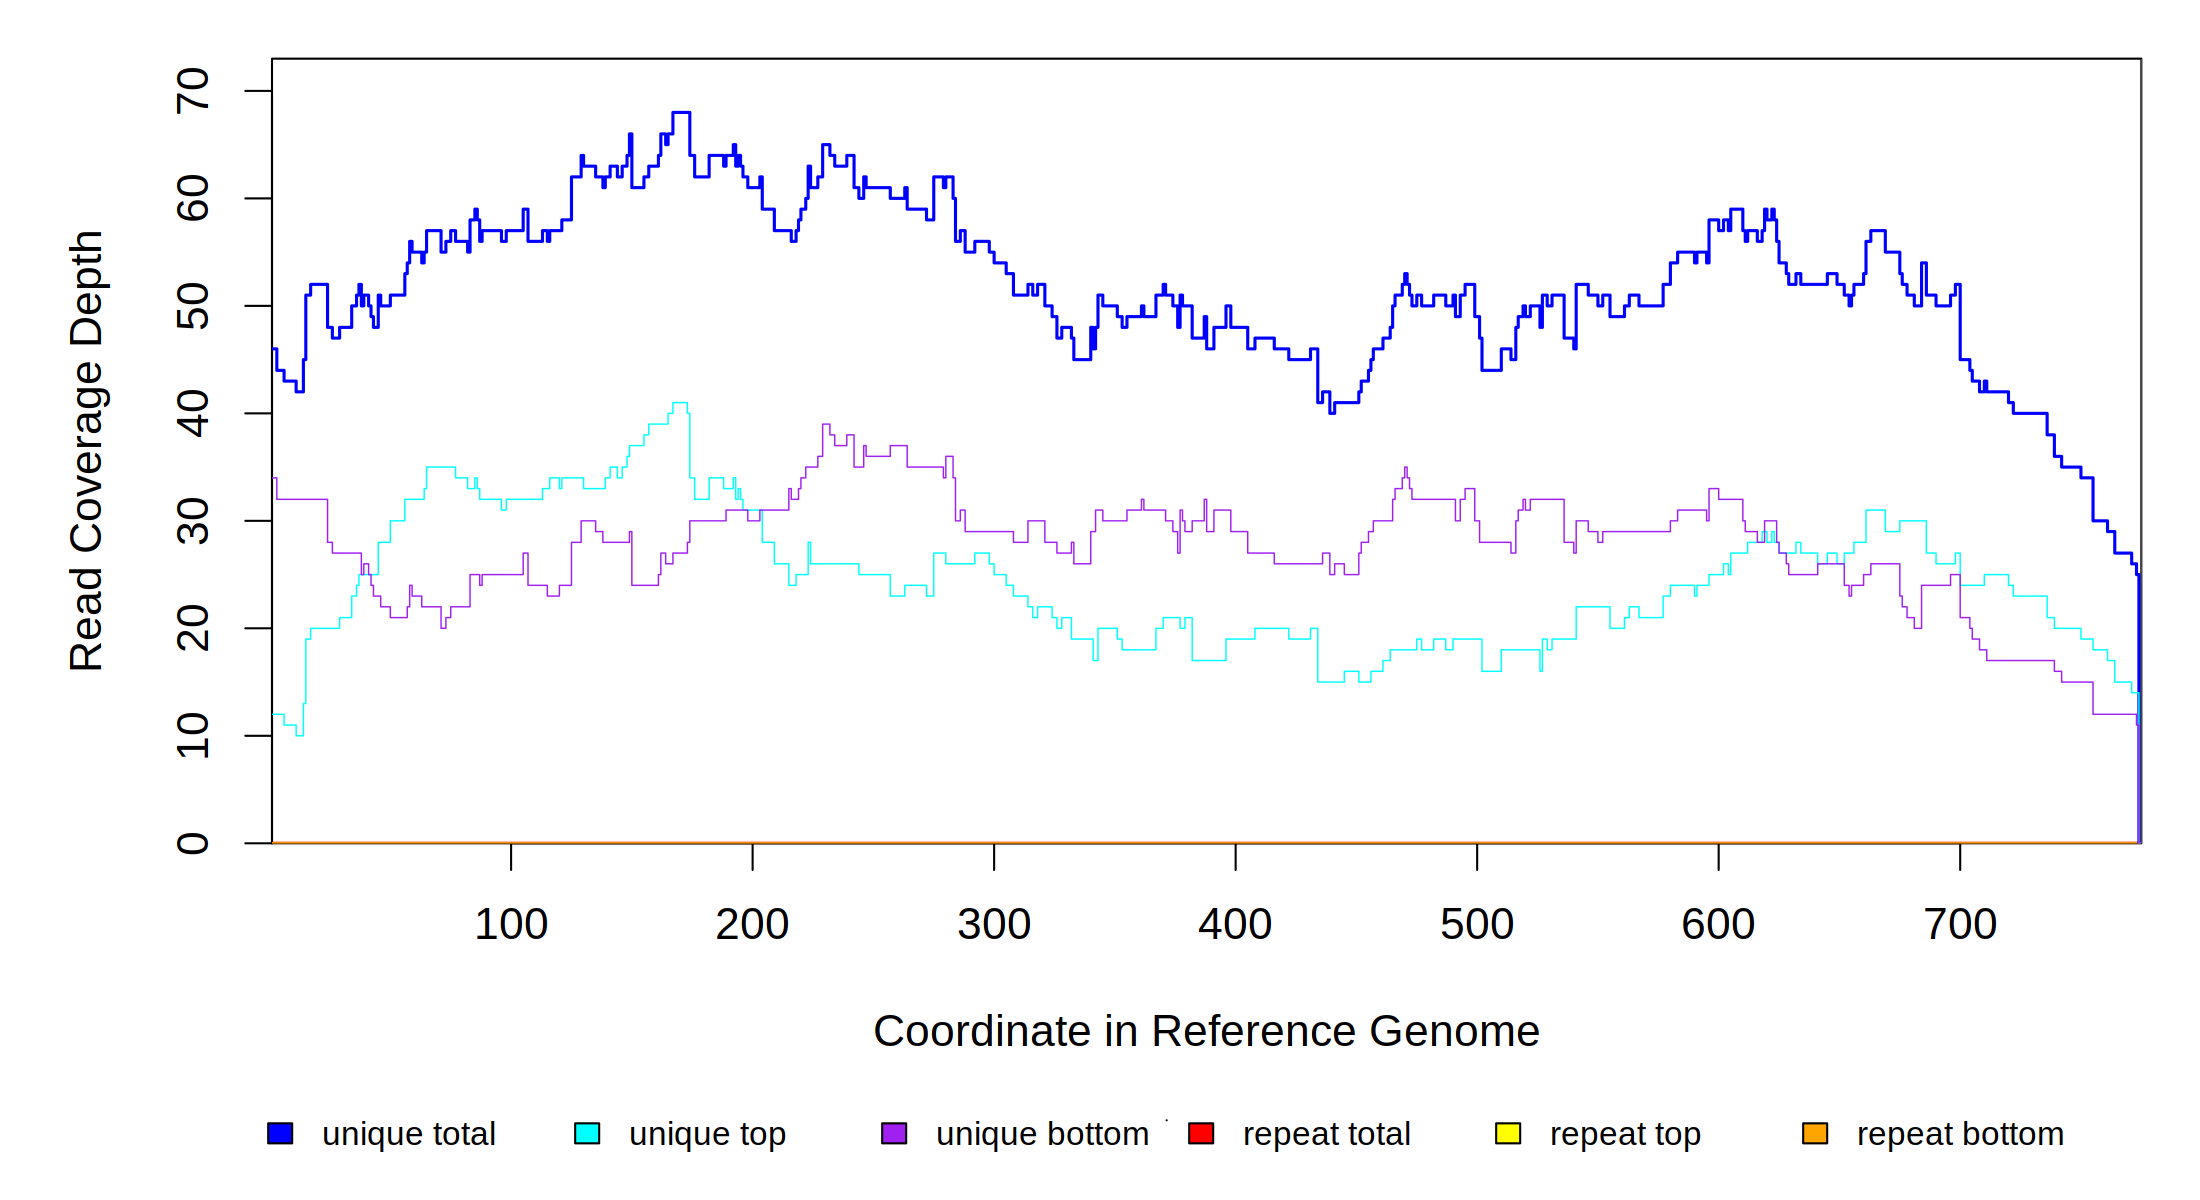 70
60
50
40
30
20
10
0
Read Coverage Depth
100 200 300 400 500 600 700
Coordinate in Reference Genome
unique total unique top unique bottom repeat total repeat top repeat bottom